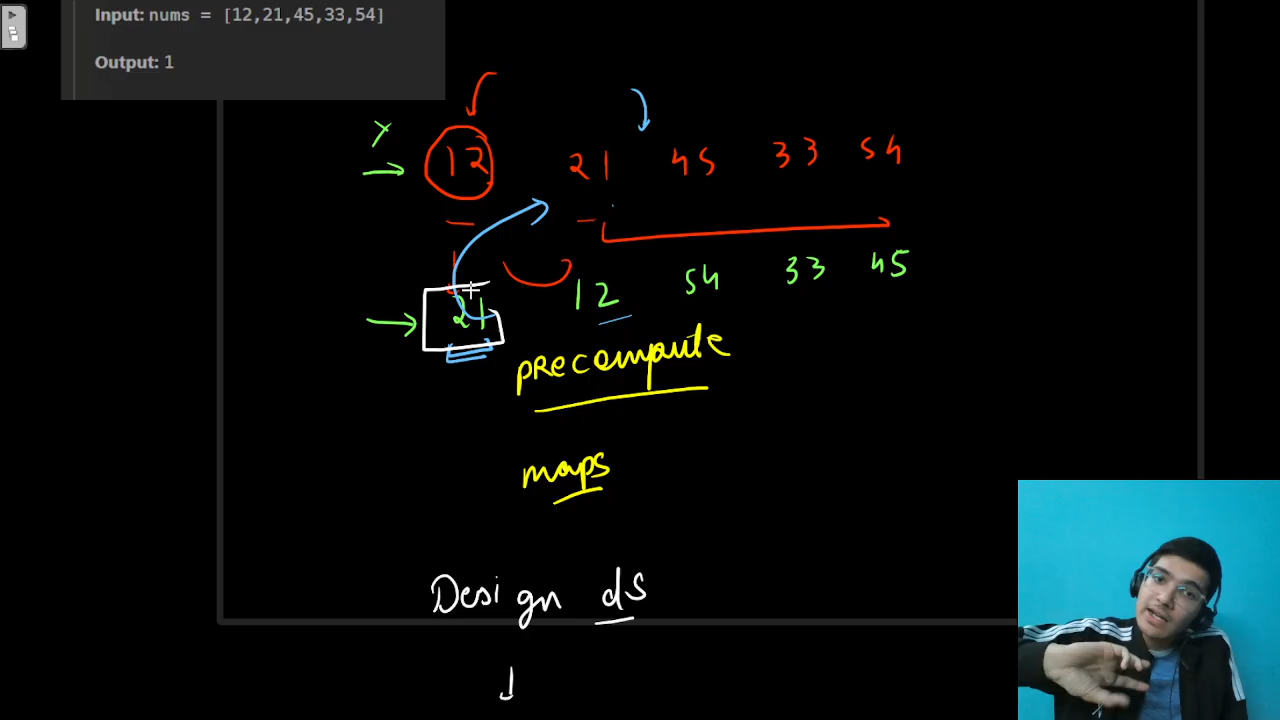 Input: nums = [12,21,45,33,54]
Output: 1
12 21 45 33 54
21 12 54 33 45
precompute
maps
Design ds